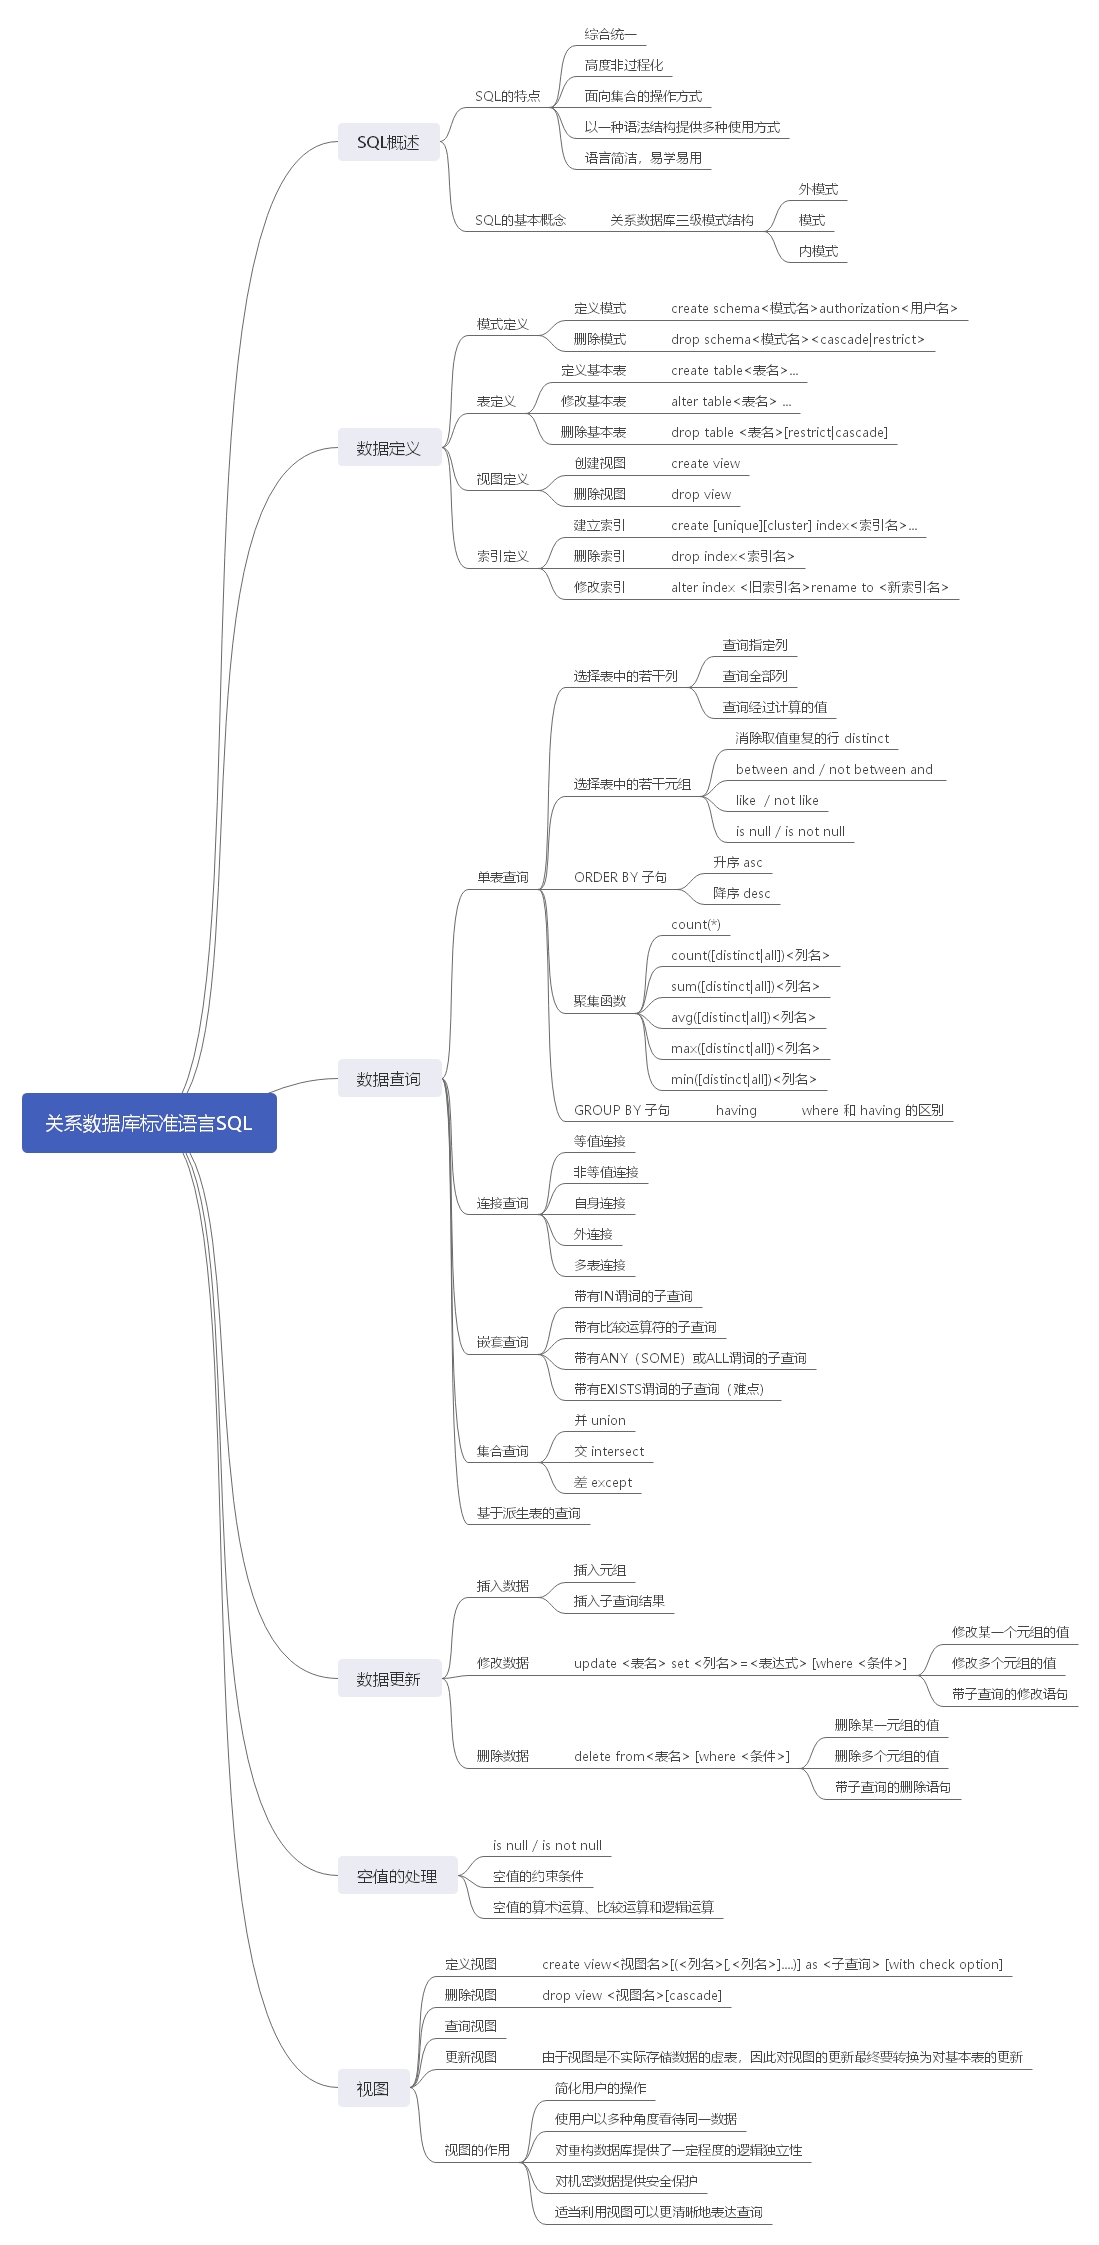 关系数据库标准语言SQL
SQL概述
SQL的特点
综合统一
高度非过程化
面向集合的操作方式
以一种语法结构提供多种使用方式
语言简洁，易学易用
SQL的基本概念
关系数据库三级模式结构
外模式
模式
内模式
数据定义
模式定义
定义模式
create schema<模式名>authorization<用户名>
删除模式
drop schema<模式名><cascade|restrict>
表定义
定义基本表
create table<表名>...
修改基本表
alter table<表名> ...
删除基本表
drop table <表名>[restrict|cascade]
视图定义
创建视图
create view
删除视图
drop view
索引定义
建立索引
create [unique][cluster] index<索引名>...
删除索引
drop index<索引名>
修改索引
alter index <旧索引名>rename to <新索引名>
数据查询
单表查询
选择表中的若干列
查询指定列
查询全部列
查询经过计算的值
选择表中的若干元组
消除取值重复的行 distinct
between and / not between and
like  / not like
is null / is not null
ORDER BY 子句
升序 asc
降序 desc
聚集函数
count(*)
count([distinct|all])<列名>
sum([distinct|all])<列名>
avg([distinct|all])<列名>
max([distinct|all])<列名>
min([distinct|all])<列名>
GROUP BY 子句
having
where 和 having 的区别
连接查询
等值连接
非等值连接
自身连接
外连接
多表连接
嵌套查询
带有IN谓词的子查询
带有比较运算符的子查询
带有ANY（SOME）或ALL谓词的子查询
带有EXISTS谓词的子查询（难点）
集合查询
并 union
交 intersect
差 except
基于派生表的查询
数据更新
插入数据
插入元组
插入子查询结果
修改数据
update <表名> set <列名>=<表达式> [where <条件>]
修改某一个元组的值
修改多个元组的值
带子查询的修改语句
删除数据
delete from<表名> [where <条件>]
删除某一元组的值
删除多个元组的值
带子查询的删除语句
空值的处理
is null / is not null
空值的约束条件
空值的算术运算、比较运算和逻辑运算
视图
定义视图
create view<视图名>[(<列名>[,<列名>]....)] as <子查询> [with check option]
删除视图
drop view <视图名>[cascade]
查询视图
更新视图
由于视图是不实际存储数据的虚表，因此对视图的更新最终要转换为对基本表的更新
视图的作用
简化用户的操作
使用户以多种角度看待同一数据
对重构数据库提供了一定程度的逻辑独立性
对机密数据提供安全保护
适当利用视图可以更清晰地表达查询